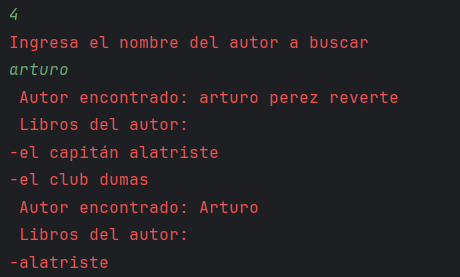 4
Ingresa el nombre del autor a buscar
arturo
Autor encontrado: arturo perez reverte
Libros del autor:
-el capitán alatriste
-el club dumas
Autor encontrado: Arturo
Libros del autor:
-alatriste